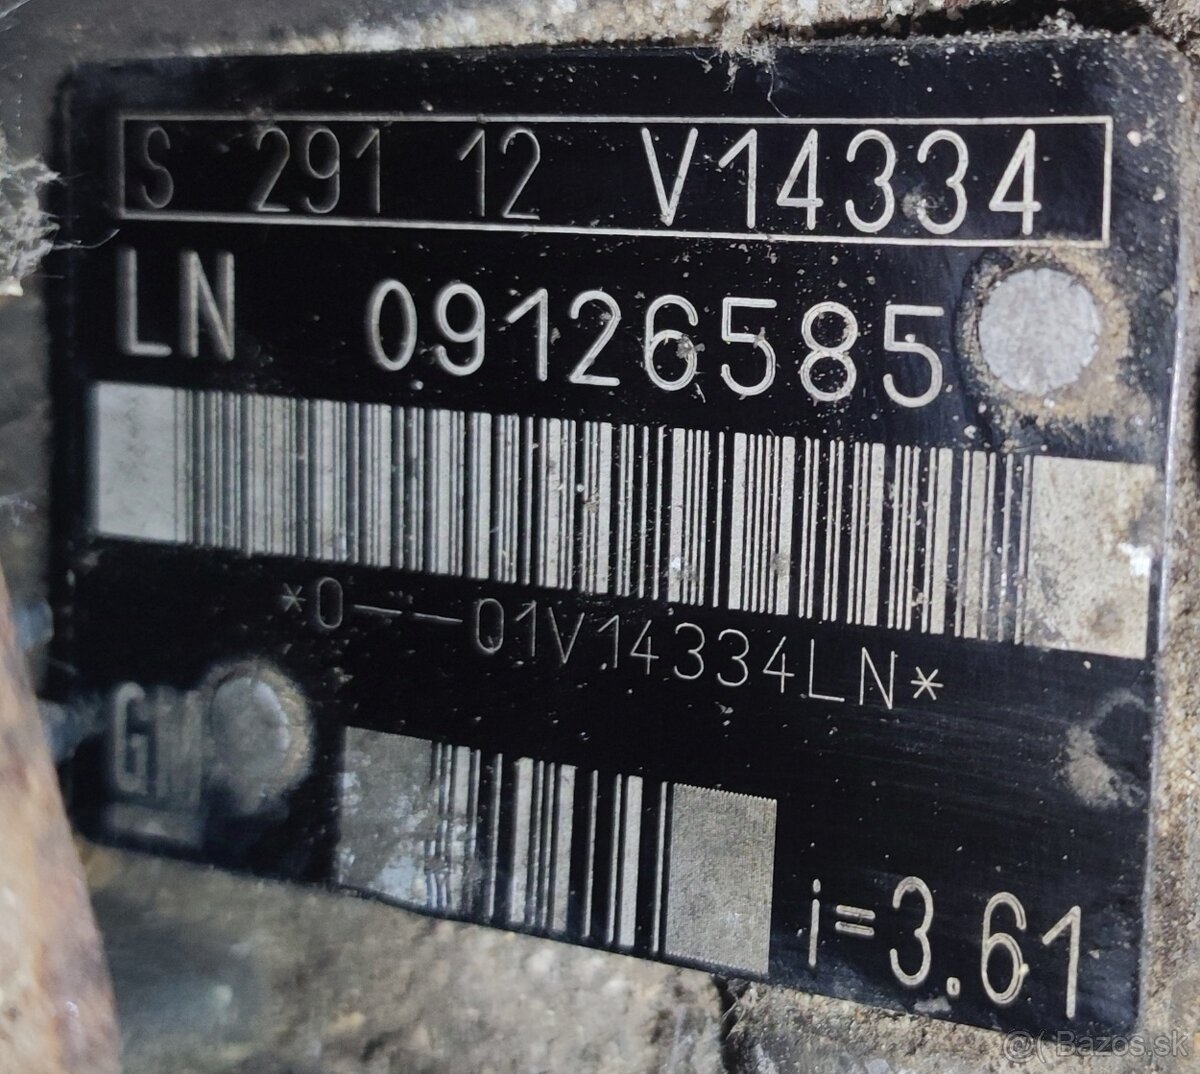 S 291 12 V14334
LN 09126585
*0---01V14334LN*
GM
i=3.61
@( Bazos.sk